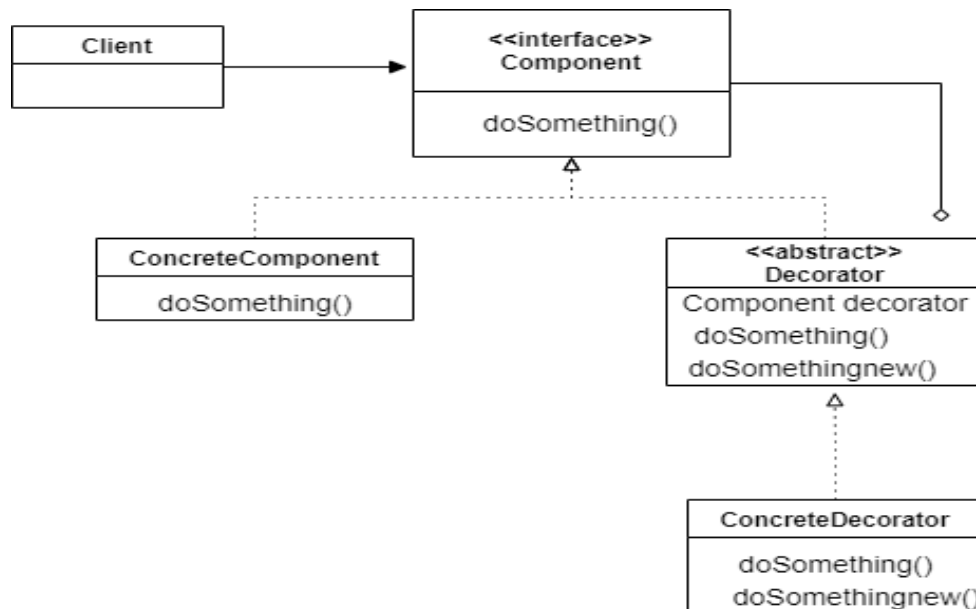 Client
<<interface>>
Component
doSomething()
ConcreteComponent
doSomething()
<<abstract>>
Decorator
Component decorator
doSomething()
doSomethingnew()
ConcreteDecorator
doSomething()
doSomethingnew()